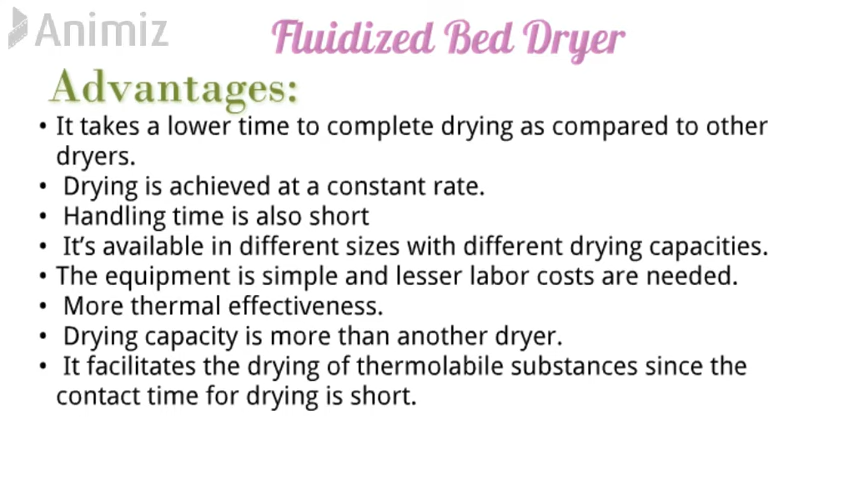 Animiz
Fluidized Bed Dryer
Advantages:
• It takes a lower time to complete drying as compared to other
dryers.
• Drying is achieved at a constant rate.
• Handling time is also short
• It’s available in different sizes with different drying capacities.
• The equipment is simple and lesser labor costs are needed.
• More thermal effectiveness.
• Drying capacity is more than another dryer.
• It facilitates the drying of thermolabile substances since the
contact time for drying is short.